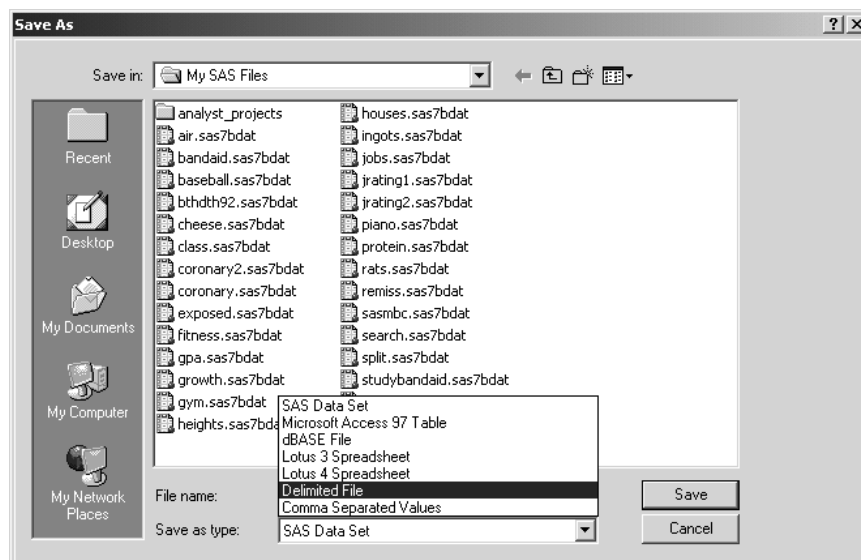 Save As
Save in:
My SAS Files
Recent
Desktop
My Documents
My Computer
My Network
Places
analyst_projects
air.sas7bdat
bandaid.sas7bdat
baseball.sas7bdat
bthdth92.sas7bdat
cheese.sas7bdat
class.sas7bdat
coronary2.sas7bdat
coronary.sas7bdat
exposed.sas7bdat
fitness.sas7bdat
gpa.sas7bdat
growth.sas7bdat
gym.sas7bdat
heights.sas7bda
houses.sas7bdat
ingots.sas7bdat
jobs.sas7bdat
jrating1.sas7bdat
jrating2.sas7bdat
piano.sas7bdat
protein.sas7bdat
rats.sas7bdat
remiss.sas7bdat
sasmbc.sas7bdat
search.sas7bdat
split.sas7bdat
studybandaid.sas7bdat
SAS Data Set
Microsoft Access 97 Table
dBASE File
Lotus 3 Spreadsheet
Lotus 4 Spreadsheet
Delimited File
Comma Separated Values
File name:
Save
Save as type:
SAS Data Set
Cancel